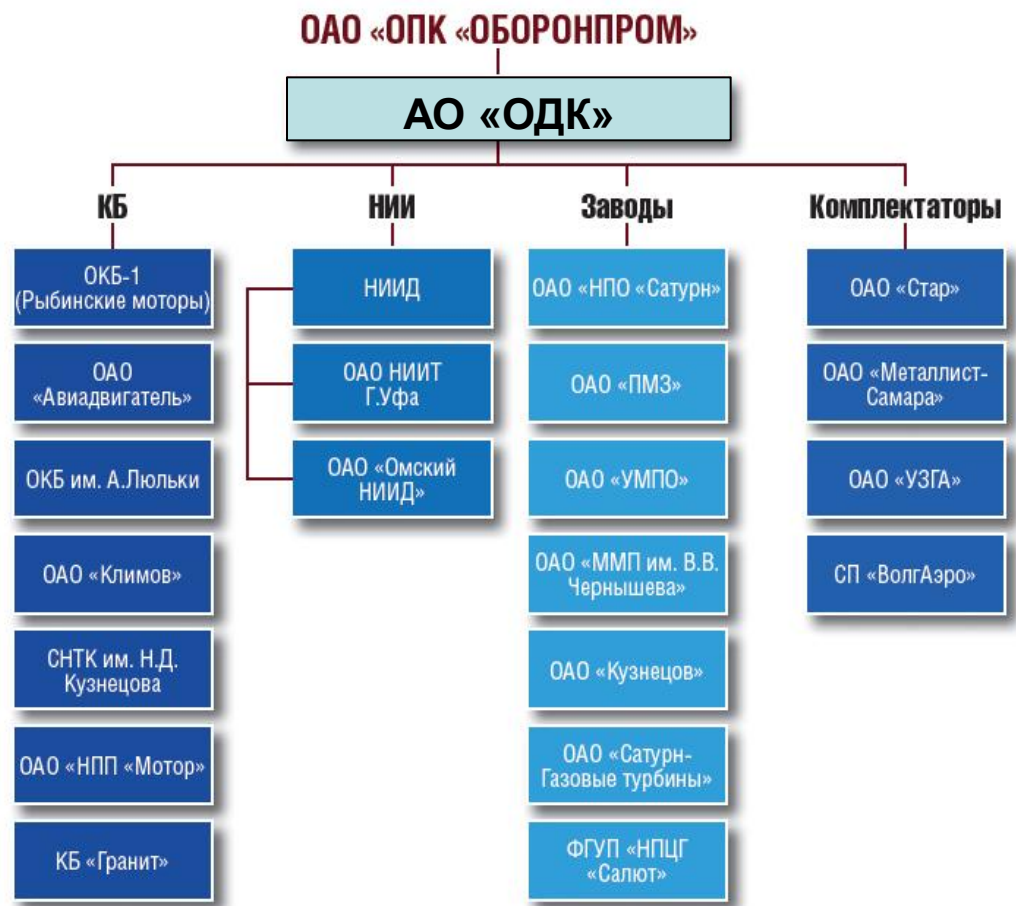 ОАО «ОПК «ОБОРОНПРОМ»
АО «ОДК»
КБ
ОКБ-1
(Рыбинские моторы)
ОАО
«Авиадвигатель»
ОКБ им. А.Люльки
ОАО «Климов»
СНТК им. Н.Д.
Кузнецова
ОАО «НПП «Мотор»
КБ «Гранит»
НИИ
НИИД
ОАО НИИТ
Г.Уфа
ОАО «Омский
НИИД»
Заводы
ОАО «НПО «Сатурн»
ОАО «ПМЗ»
ОАО «УМПО»
ОАО «ММП им. В.В.
Чернышева»
ОАО «Кузнецов»
ОАО «Сатурн-
Газовые турбины»
ФГУП «НПЦГ
«Салют»
Комплектаторы
ОАО «Стар»
ОАО «Металлист-
Самара»
ОАО «УЗГА»
СП «ВолгАэро»